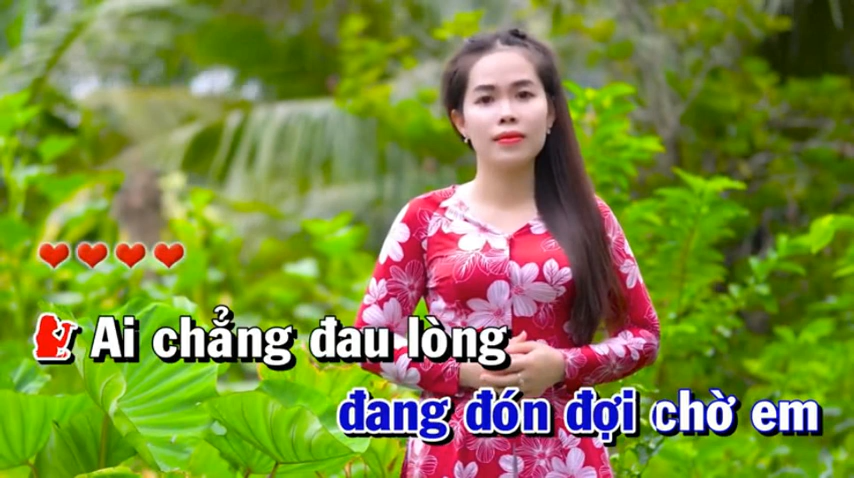 Ai chẳng đau lòng
đang đón đợi chờ em